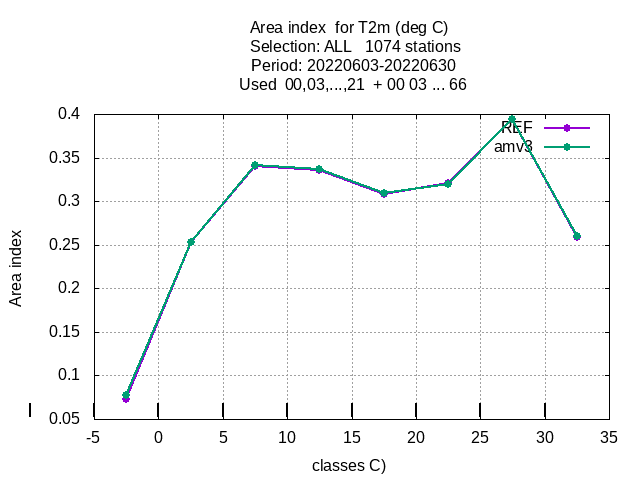 Area index  for T2m (deg C)
Selection: ALL   1074 stations
Period: 20220603-20220630
Used  00,03,...,21  + 00 03 ... 66
REF
amv3
0.4
0.35
0.3
0.25
0.2
0.15
0.1
0.05
Area index
-5 0 5 10 15 20 25 30 35
classes C)